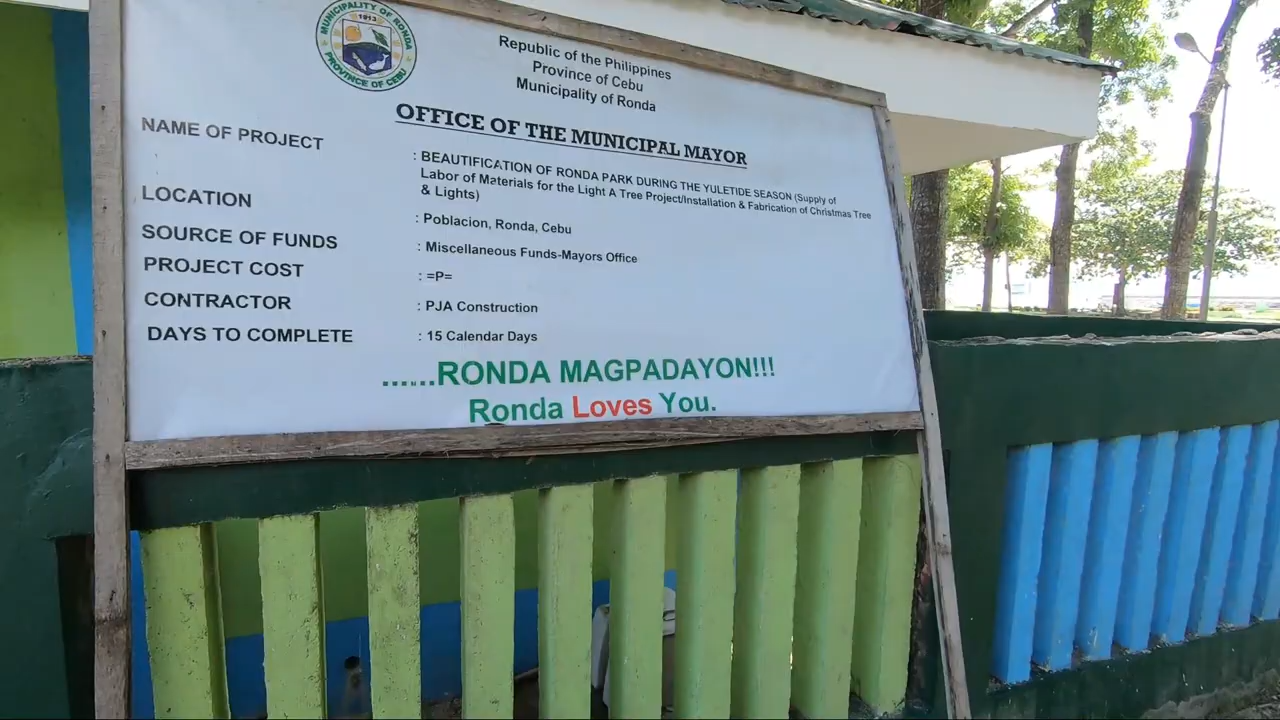 MUNICIPALITY OF RONDA
1913
PROVINCE OF CEBU
Republic of the Philippines
Province of Cebu
Municipality of Ronda
OFFICE OF THE MUNICIPAL MAYOR
NAME OF PROJECT : BEAUTIFICATION OF RONDA PARK DURING THE YULETIDE SEASON (Supply of
Labor of Materials for the Light A Tree Project/Installation & Fabrication of Christmas Tree
& Lights)
LOCATION : Poblacion, Ronda, Cebu
SOURCE OF FUNDS : Miscellaneous Funds-Mayors Office
PROJECT COST : =P=
CONTRACTOR : PJA Construction
DAYS TO COMPLETE : 15 Calendar Days
......RONDA MAGPADAYON!!!
Ronda Loves You.